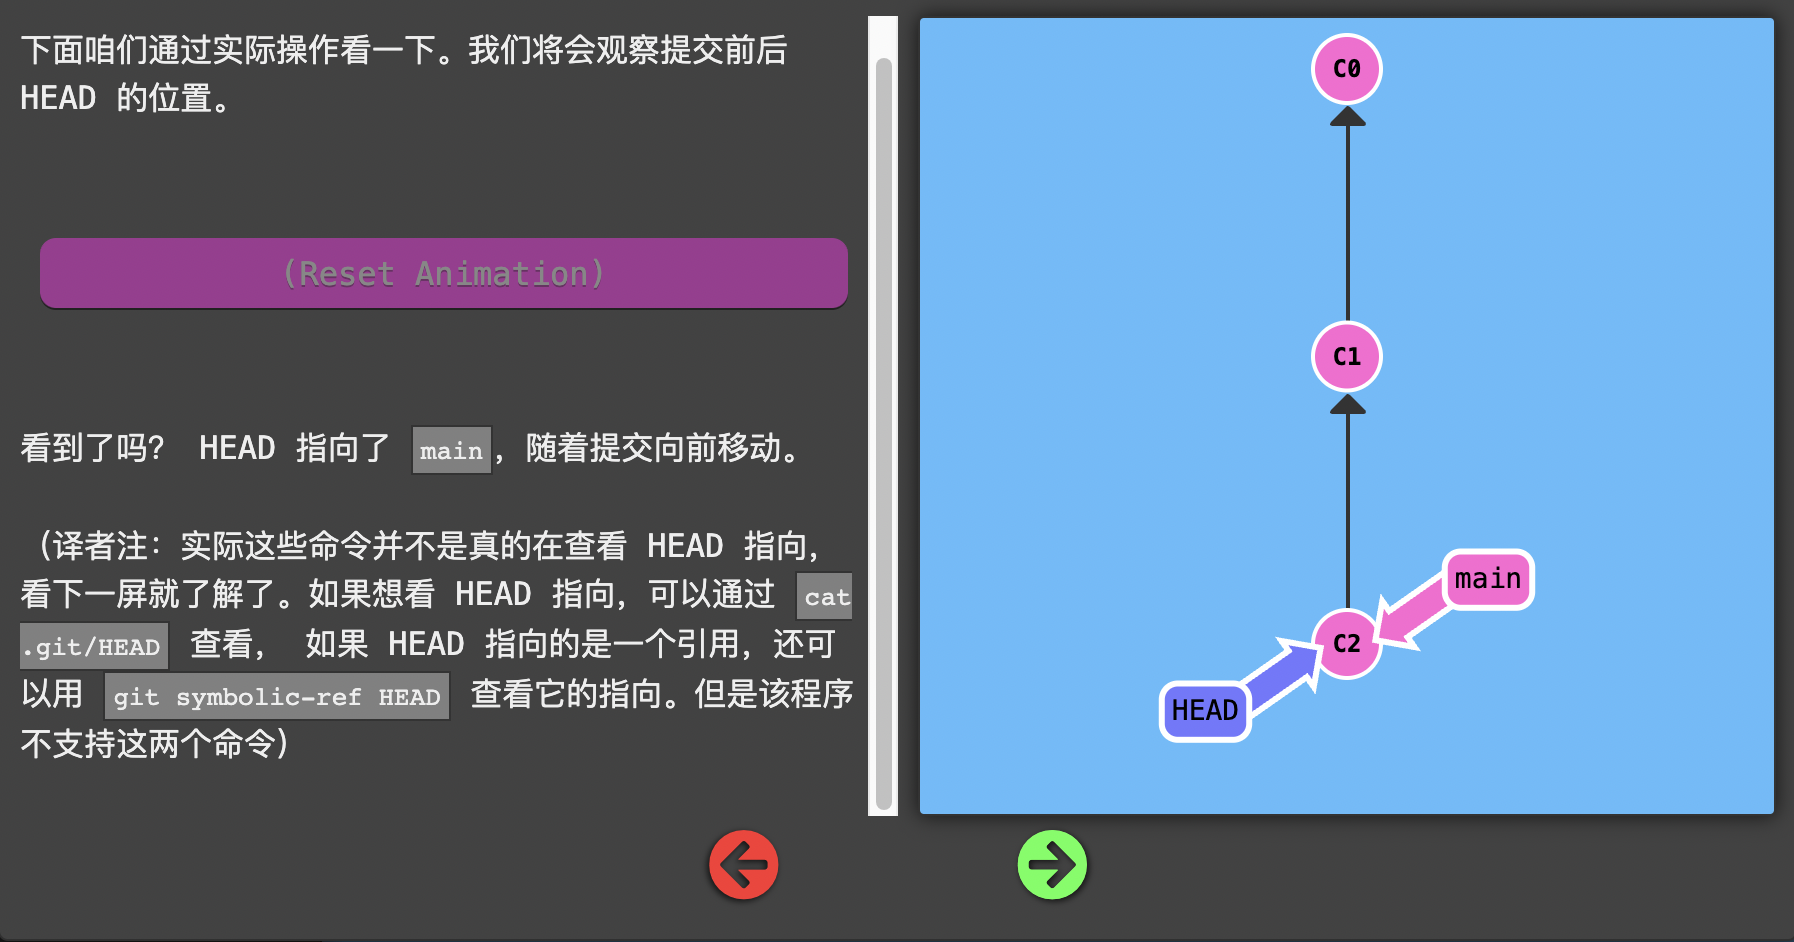 下面咱们通过实际操作看一下。我们将会观察提交前后
HEAD 的位置。
(Reset Animation)
看到了吗? HEAD 指向了 main，随着提交向前移动。
（译者注：实际这些命令并不是真的在查看 HEAD 指向，
看下一屏就了解了。如果想看 HEAD 指向，可以通过 cat
.git/HEAD 查看， 如果 HEAD 指向的是一个引用，还可
以用 git symbolic-ref HEAD 查看它的指向。但是该程序
不支持这两个命令）
C0
C1
main
C2
HEAD